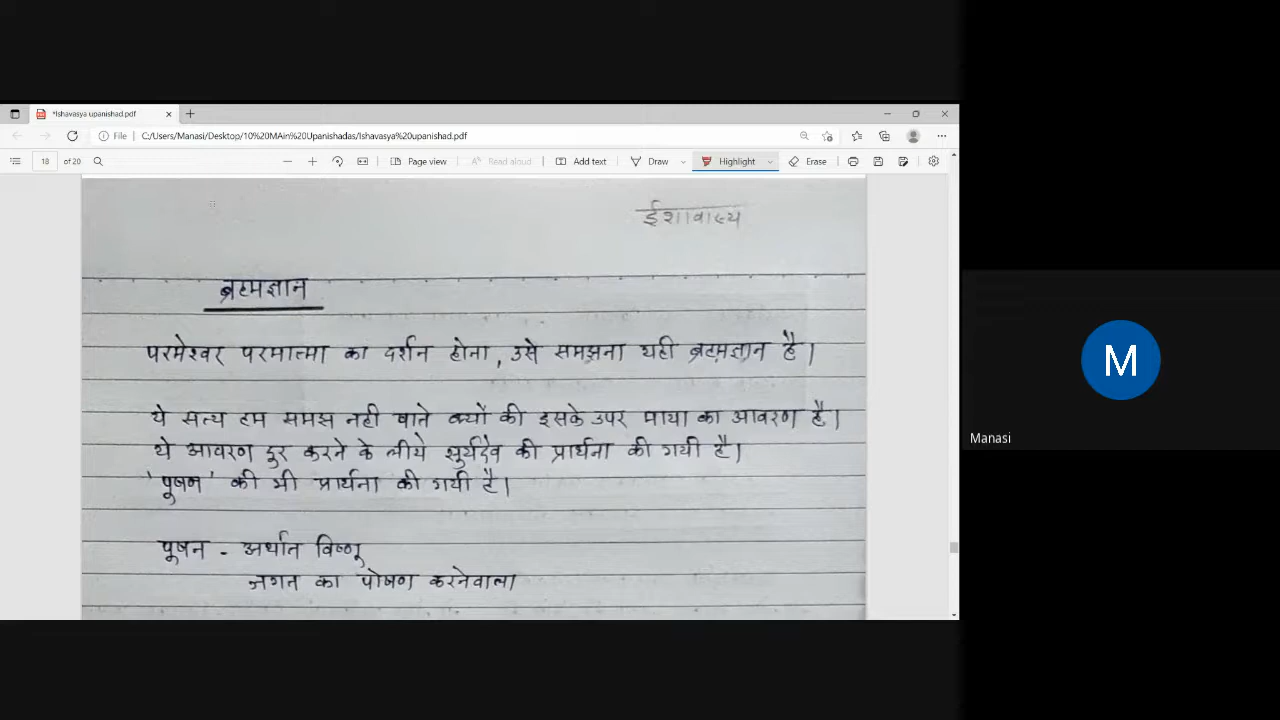 *Ishavasya upanishad.pdf
File C:/Users/Manasi/Desktop/10%20MAin%20Upanishadas/Ishavasya%20upanishad.pdf
18 of 20 Page view Read aloud Add text Draw Highlight Erase
ईशावास्य
ब्रह्मज्ञान
परमेश्वर परमात्मा का दर्शन होना, उसे समझना यही ब्रह्मज्ञान है।
ये सत्य हम समझ नही पाते क्यों की इसके उपर माया का आवरण है।
ये आवरण दुर करने के लीये सुर्यदेव की प्रार्थना की गयी है।
'पूषन' की भी प्रार्थना की गयी है।
पूषन - अर्थात विष्णू
जगत का पोषण करनेवाला
M
Manasi